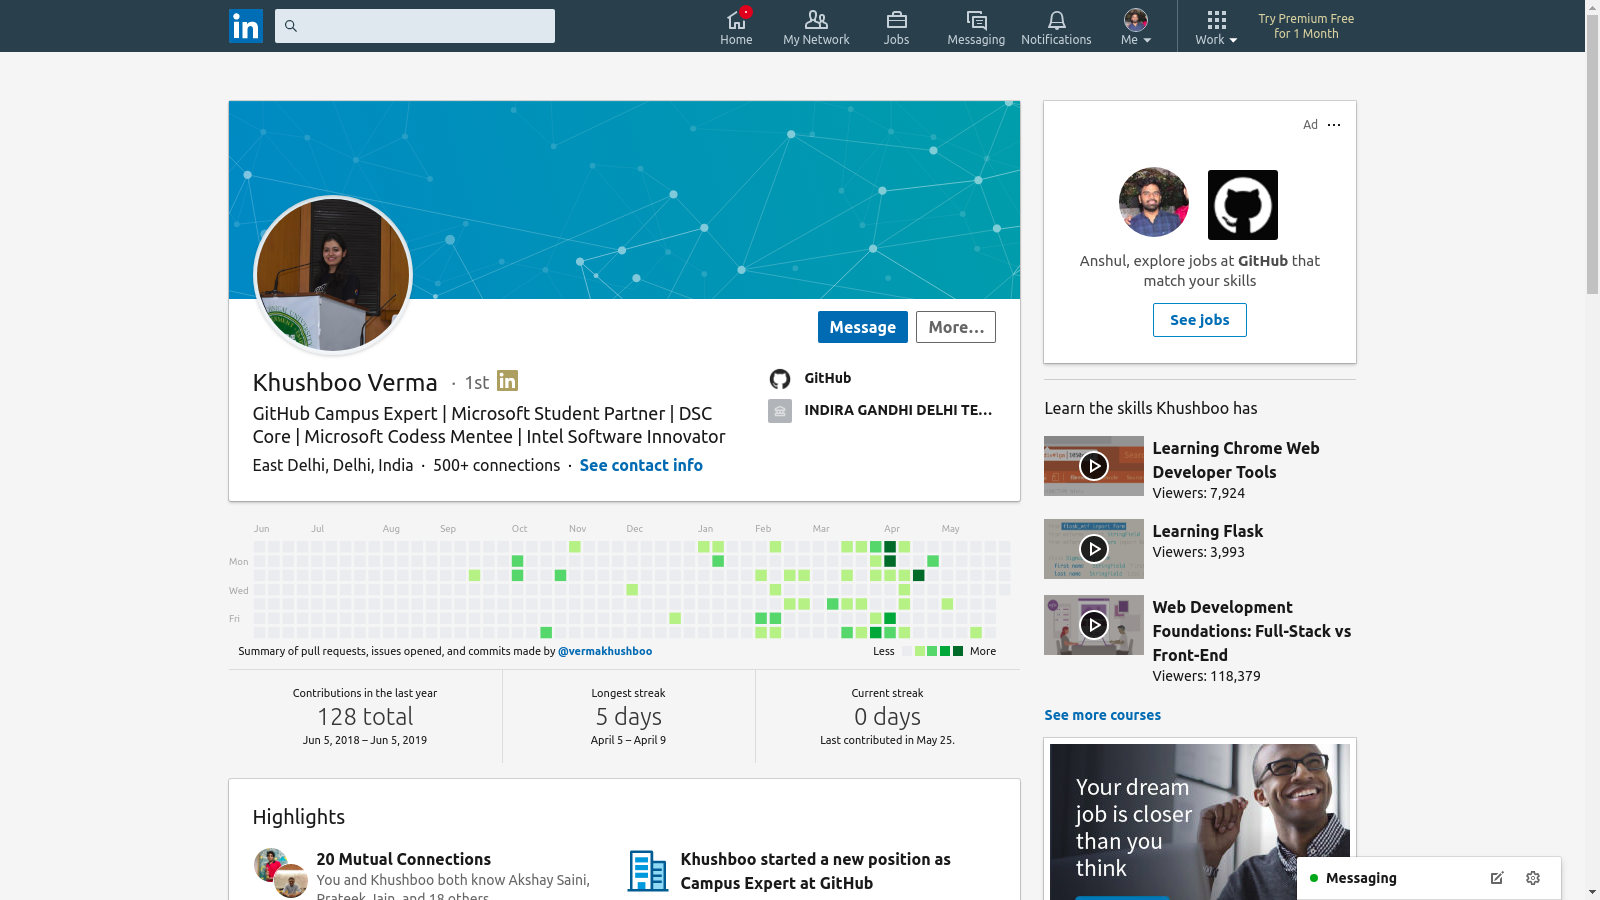 in
Home
My Network
Jobs
Messaging
Notifications
Me
Work
Try Premium Free
for 1 Month
Message
More...
Khushboo Verma · 1st in
GitHub Campus Expert | Microsoft Student Partner | DSC
Core | Microsoft Codess Mentee | Intel Software Innovator
East Delhi, Delhi, India · 500+ connections · See contact info
GitHub
INDIRA GANDHI DELHI TE...
Jun Jul Aug Sep Oct Nov Dec Jan Feb Mar Apr May
Mon
Wed
Fri
Summary of pull requests, issues opened, and commits made by @vermakhushboo
Less More
Contributions in the last year
128 total
Jun 5, 2018 – Jun 5, 2019
Longest streak
5 days
April 5 – April 9
Current streak
0 days
Last contributed in May 25.
Highlights
20 Mutual Connections
You and Khushboo both know Akshay Saini,
Prateek Jain, and 18 others
Khushboo started a new position as
Campus Expert at GitHub
Ad
Anshul, explore jobs at GitHub that
match your skills
See jobs
Learn the skills Khushboo has
Learning Chrome Web
Developer Tools
Viewers: 7,924
Learning Flask
Viewers: 3,993
Web Development
Foundations: Full-Stack vs
Front-End
Viewers: 118,379
See more courses
Your dream
job is closer
than you
think
Messaging